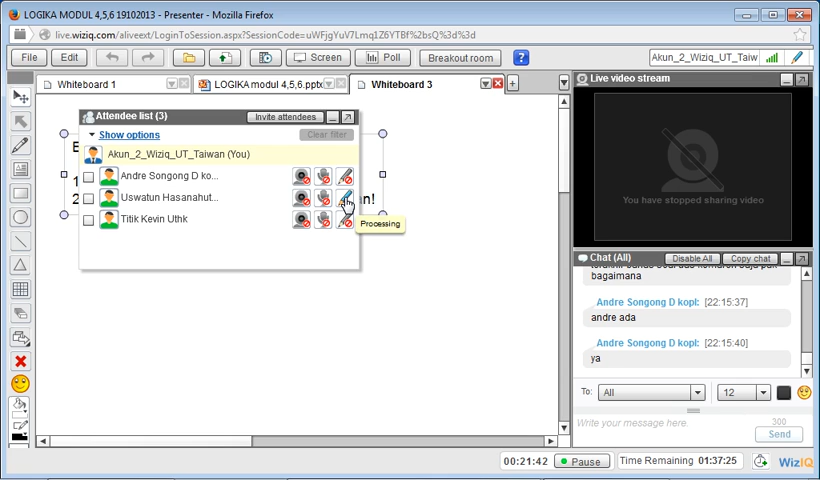 LOGIKA MODUL 4,5,6 19102013 - Presenter - Mozilla Firefox
live.wiziq.com/aliveext/LoginToSession.aspx?SessionCode=uWFjgYuV7Lmq1Z6YTBf%2bsQ%3d%3d
File Edit Screen Poll Breakout room ? Akun_2_Wiziq_UT_Taiw
Whiteboard 1 LOGIKA modul 4,5,6.pptx Whiteboard 3 +
Live video stream
Attendee list (3) Invite attendees
Show options Clear filter
Akun_2_Wiziq_UT_Taiwan (You)
Andre Songong D ko...
Uswatun Hasanahut...
Titik Kevin Uthk
Processing
You have stopped sharing video
Chat (All) Disable All Copy chat
bagaimana
Andre Songong D kopl: [22:15:37]
andre ada
Andre Songong D kopl: [22:15:40]
ya
To: All 12
Write your message here. 300
Send
00:21:42 Pause Time Remaining 01:37:25 WizIQ